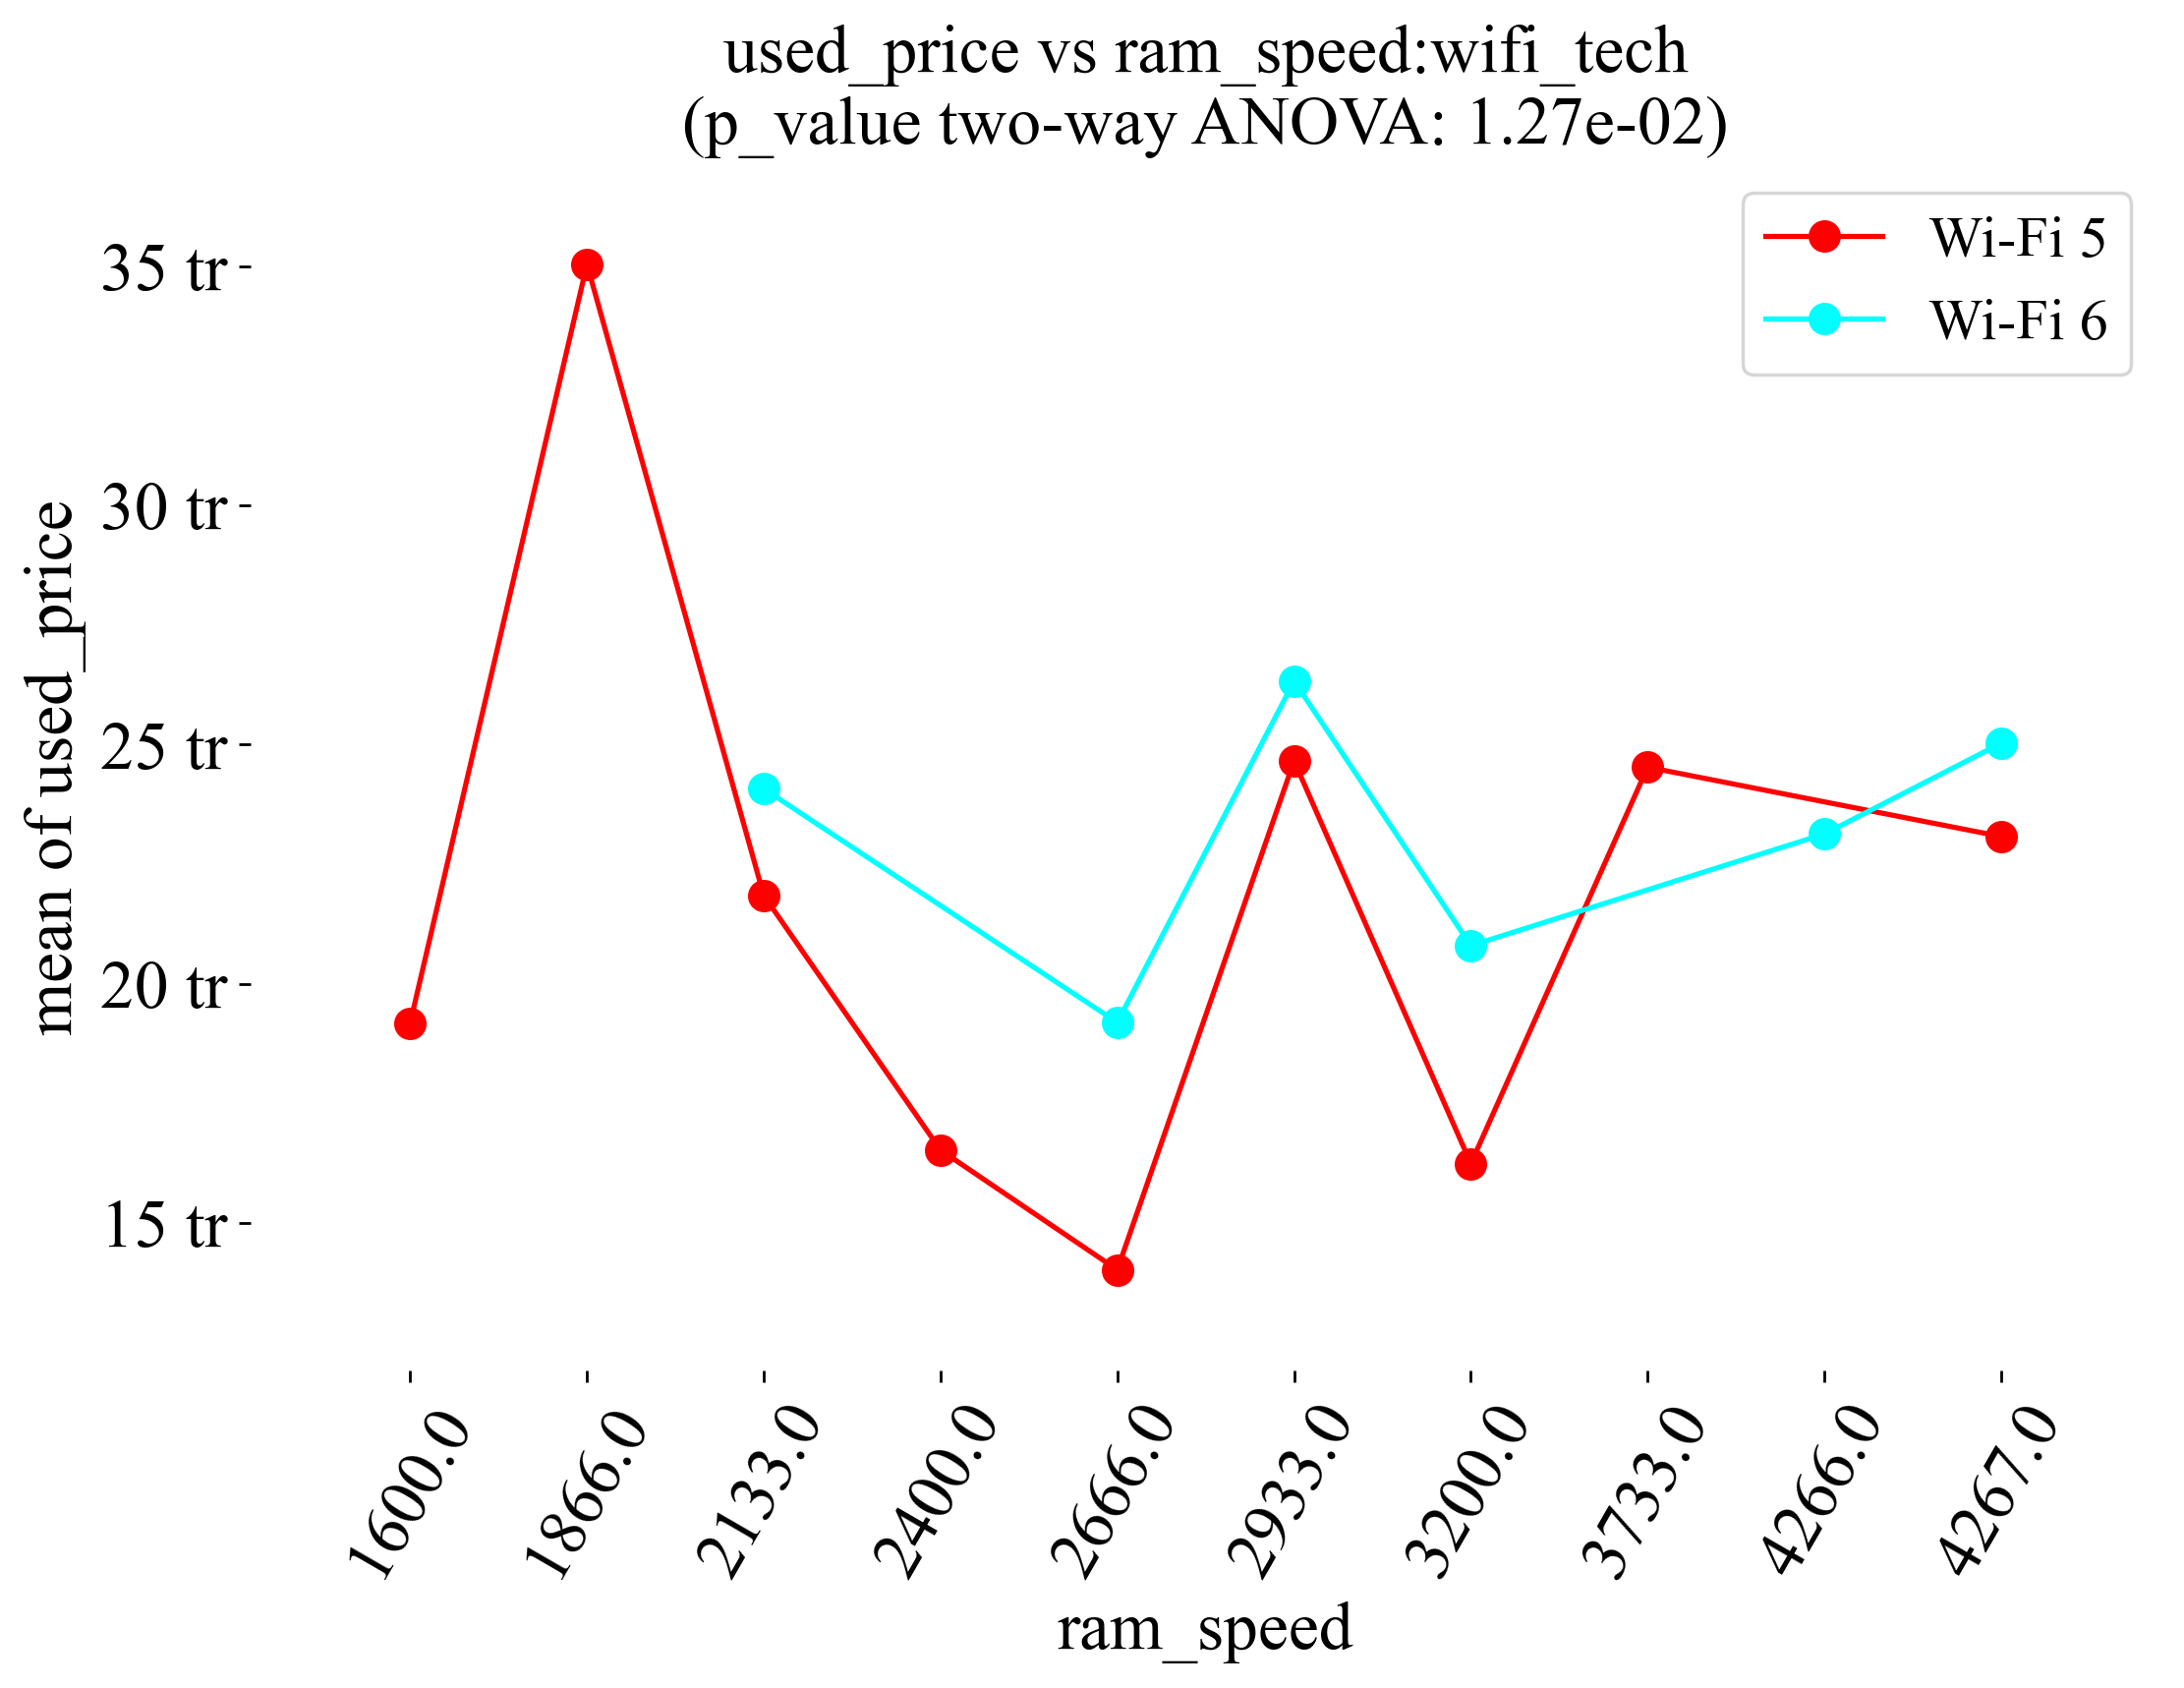 used_price vs ram_speed:wifi_tech
(p_value two-way ANOVA: 1.27e-02)
Wi-Fi 5
Wi-Fi 6
35 tr
30 tr
25 tr
20 tr
15 tr
mean of used_price
1600.0
1866.0
2133.0
2400.0
2666.0
2933.0
3200.0
3733.0
4266.0
4267.0
ram_speed